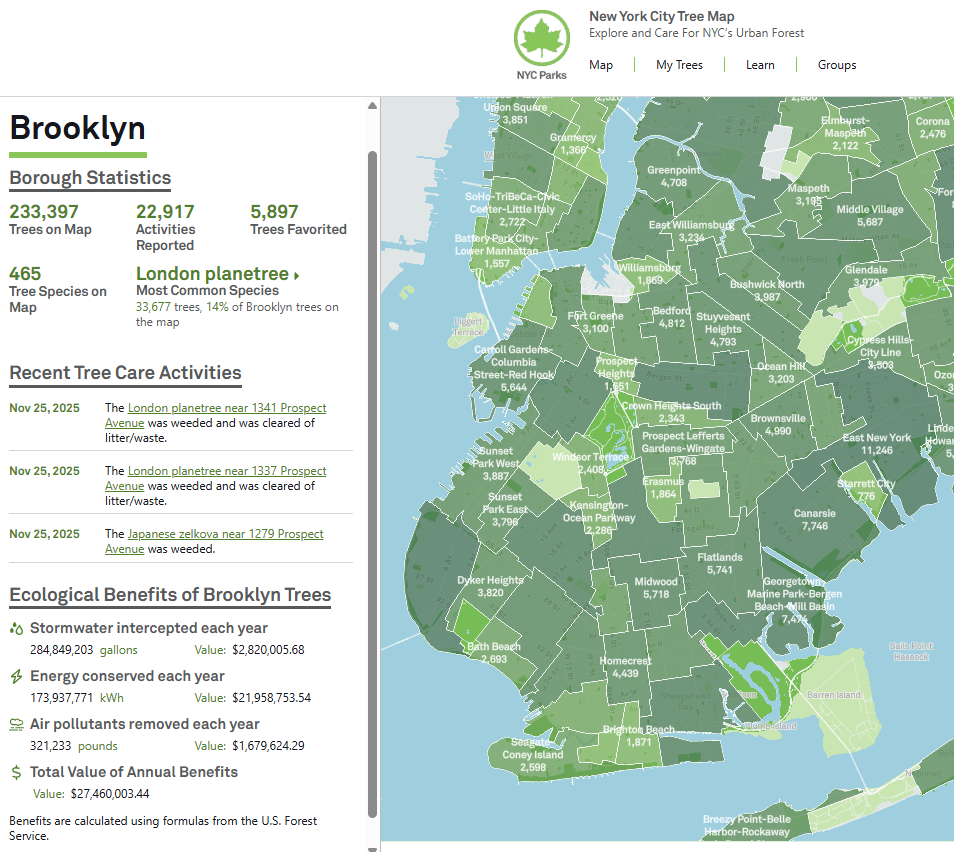 New York City Tree Map
Explore and Care For NYC's Urban Forest
NYC Parks
Map
My Trees
Learn
Groups
Brooklyn
Borough Statistics
233,397
Trees on Map
22,917
Activities
Reported
5,897
Trees Favorited
465
Tree Species on
Map
London planetree
Most Common Species
33,677 trees, 14% of Brooklyn trees on
the map
Recent Tree Care Activities
Nov 25, 2025
The London planetree near 1341 Prospect
Avenue was weeded and was cleared of
litter/waste.
Nov 25, 2025
The London planetree near 1337 Prospect
Avenue was weeded and was cleared of
litter/waste.
Nov 25, 2025
The Japanese zelkova near 1279 Prospect
Avenue was weeded.
Ecological Benefits of Brooklyn Trees
Stormwater intercepted each year
284,849,203 gallons
Value: $2,820,005.68
Energy conserved each year
173,937,771 kWh
Value: $21,958,753.54
Air pollutants removed each year
321,233 pounds
Value: $1,679,624.29
$ Total Value of Annual Benefits
Value: $27,460,003.44
Benefits are calculated using formulas from the U.S. Forest
Service.
Union Square
3,851
Gramercy
1,366
Elmhurst-
Maspeth
2,122
Corona
2,476
Greenpoint
4,708
Maspeth
3,195
Middle Village
5,687
SoHo-TriBeCa-Civic
Center-Little Italy
2,722
East Williamsburg
3,234
Battery Park City-
Lower Manhattan
1,557
Williamsburg
1,869
Glendale
3,979
Bushwick North
3,987
Fort Greene
3,100
Bedford
4,812
Stuyvesant
Heights
4,793
Liggett
Terrace
Carroll Gardens-
Columbia
Street-Red Hook
5,644
Prospect
Heights
1,651
Ocean Hill
3,203
Cypress Hills-
City Line
3,503
Crown Heights South
2,343
Brownsville
4,990
Prospect Lefferts
Gardens-Wingate
3,768
East New York
11,246
Sunset
Park West
3,887
Windsor Terrace
2,408
Erasmus
1,864
Starrett City
776
Sunset
Park East
3,796
Kensington-
Ocean Parkway
2,286
Canarsie
7,746
Flatlands
5,741
Dyker Heights
3,820
Midwood
5,718
Georgetown-
Marine Park-Bergen
Beach-Mill Basin
7,474
Bath Beach
2,693
Homecrest
4,439
Barren Island
Brighton Beach
1,871
Seagate-
Coney Island
2,598
Breezy Point-Belle
Harbor-Rockaway